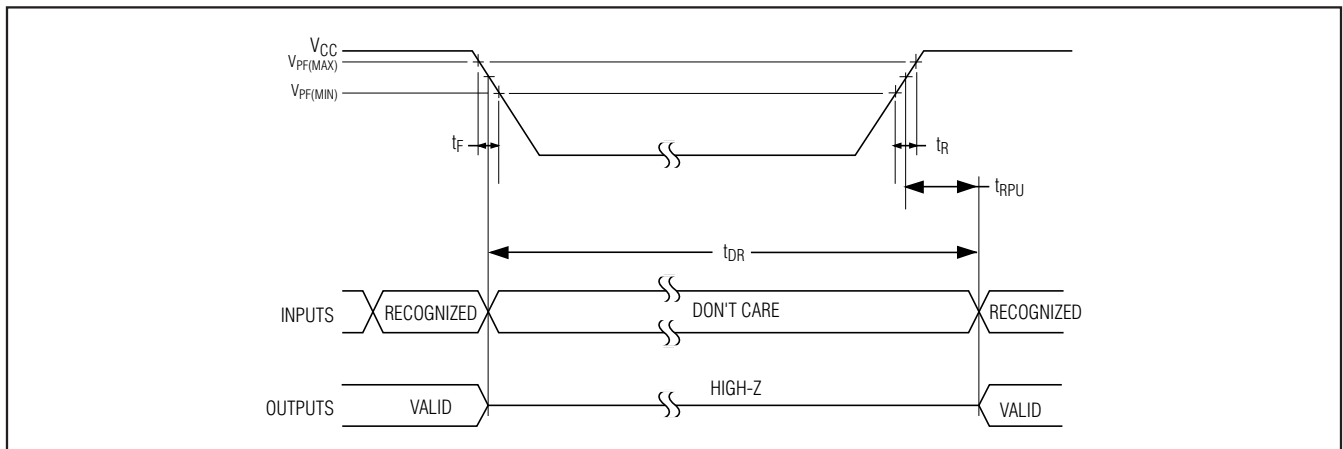 VCC
VPF(MAX)
VPF(MIN)
tF
tR
tRPU
tDR
INPUTS RECOGNIZED DON'T CARE RECOGNIZED
OUTPUTS VALID HIGH-Z VALID